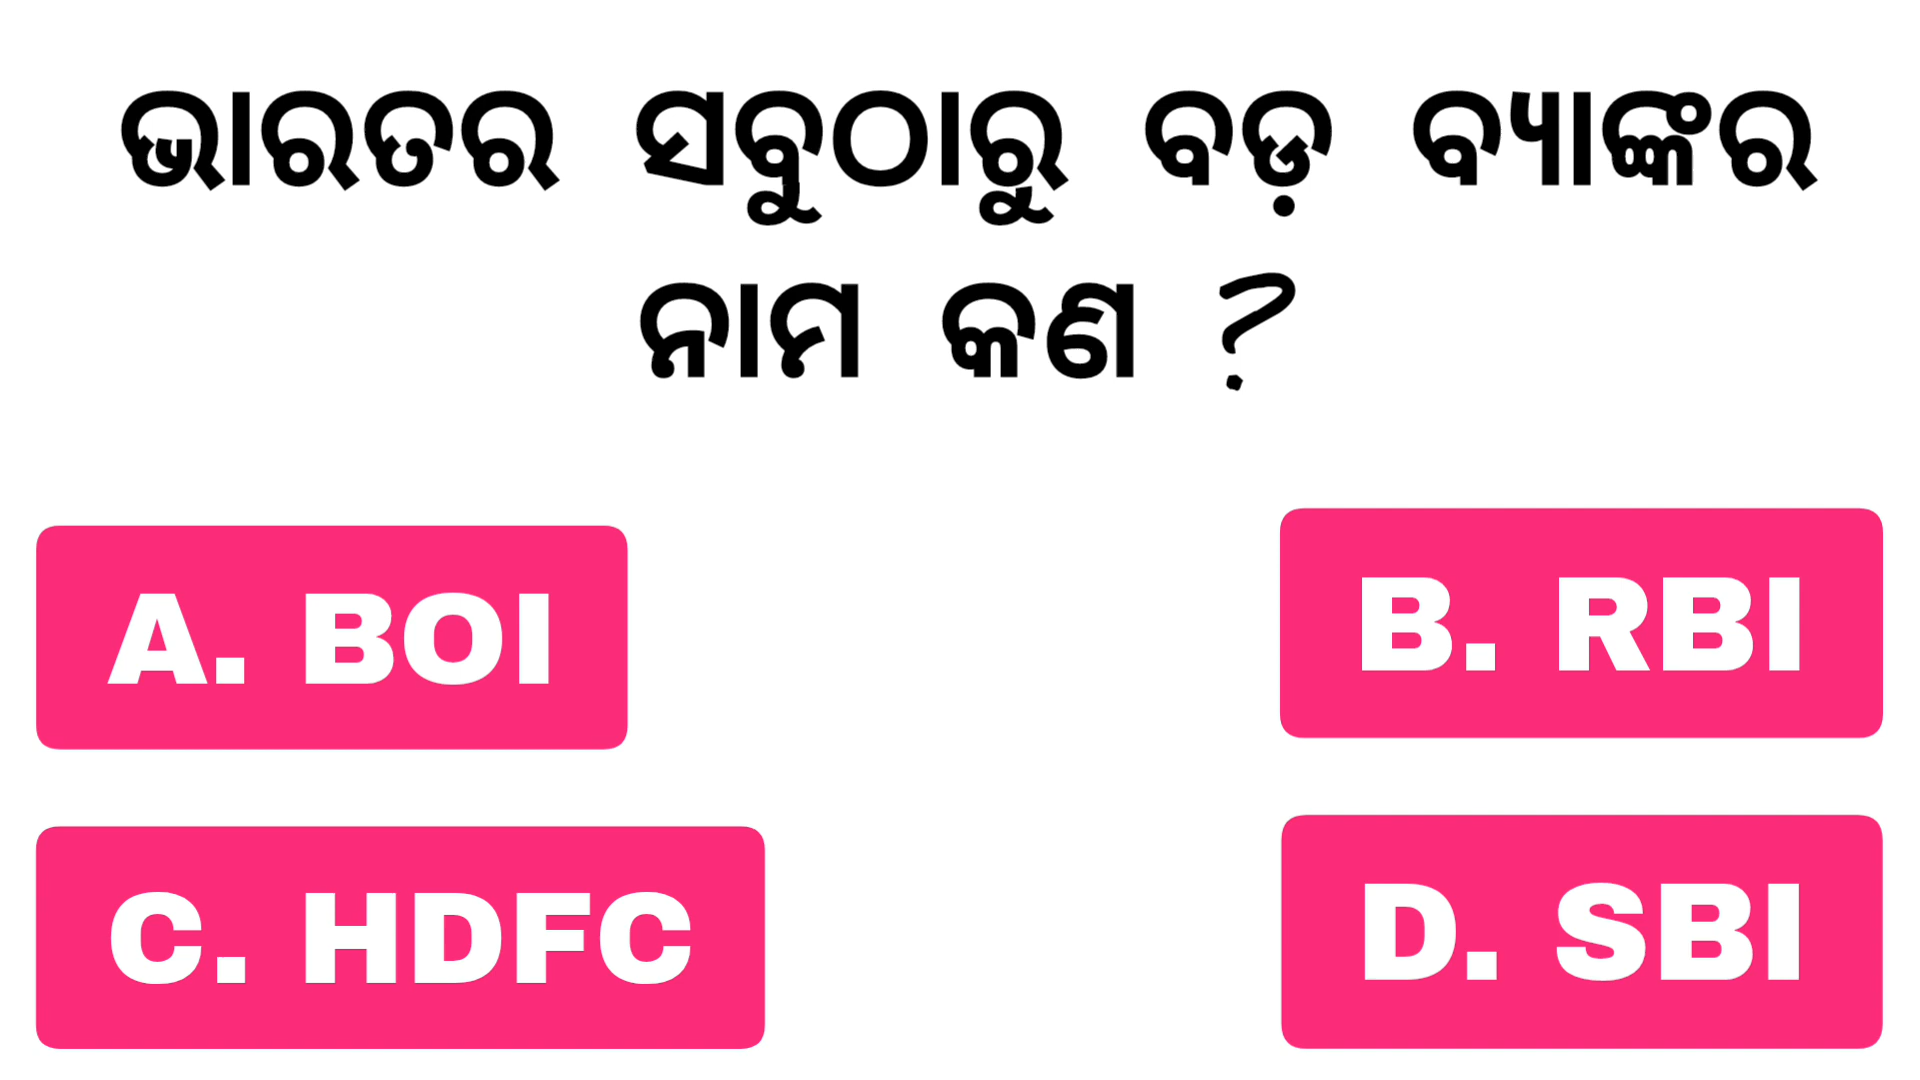 ଭାରତର ସବୁଠାରୁ ବଡ଼ ବ୍ୟାଙ୍କର
ନାମ କଣ ?
A. BOI
B. RBI
C. HDFC
D. SBI